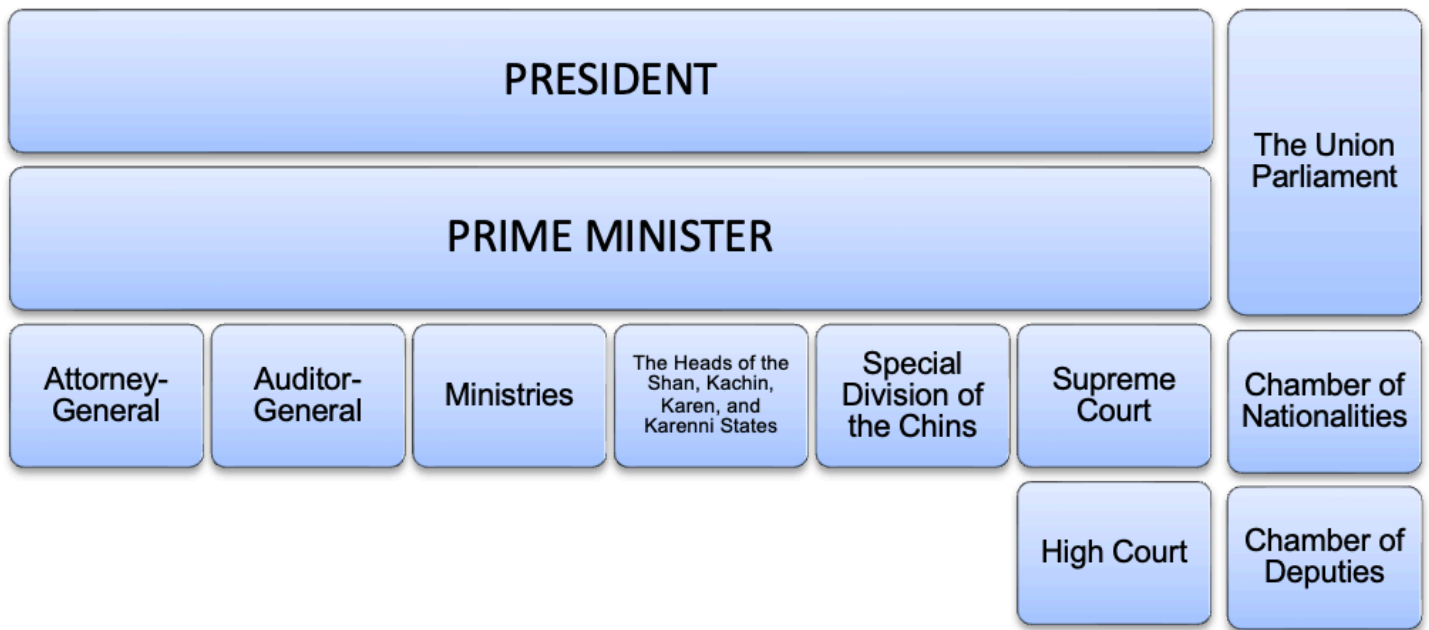 PRESIDENT
The Union
Parliament
PRIME MINISTER
Attorney-
General
Auditor-
General
Ministries
The Heads of the
Shan, Kachin,
Karen, and
Karenni States
Special
Division of
the Chins
Supreme
Court
Chamber of
Nationalities
High Court
Chamber of
Deputies